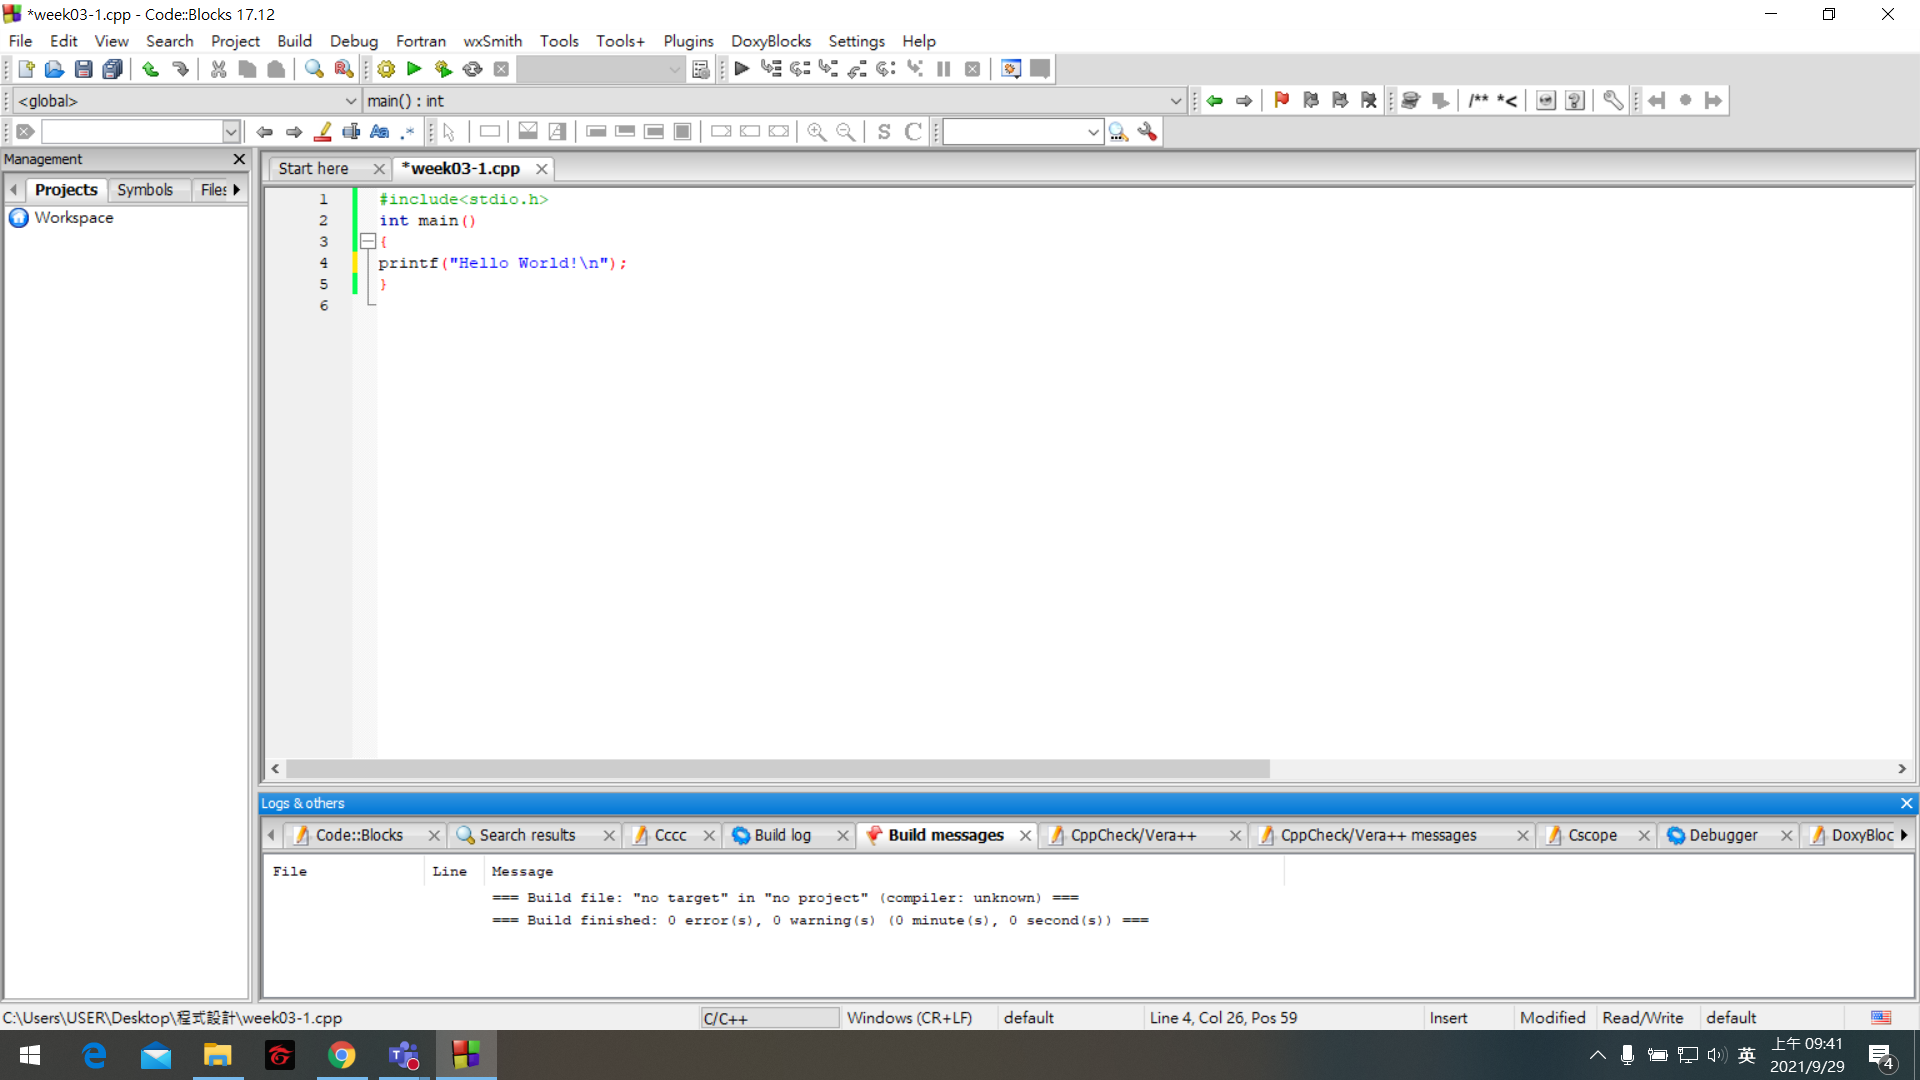 *week03-1.cpp - Code::Blocks 17.12
File Edit View Search Project Build Debug Fortran wxSmith Tools Tools+ Plugins DoxyBlocks Settings Help
<global> main() : int /** *<
Aa .* S C
Management
Projects Symbols Files
Workspace
Start here *week03-1.cpp
1 #include<stdio.h>
2 int main()
3 {
4 printf("Hello World!\n");
5 }
6
Logs & others
Code::Blocks Search results Cccc Build log Build messages CppCheck/Vera++ CppCheck/Vera++ messages Cscope Debugger DoxyBloc
File Line Message
=== Build file: "no target" in "no project" (compiler: unknown) ===
=== Build finished: 0 error(s), 0 warning(s) (0 minute(s), 0 second(s)) ===
C:\Users\USER\Desktop\程式設計\week03-1.cpp C/C++ Windows (CR+LF) default Line 4, Col 26, Pos 59 Insert Modified Read/Write default
英 上午 09:41
2021/9/29
4